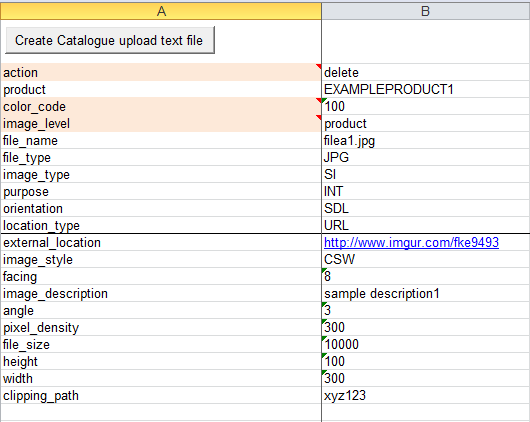 A B
Create Catalogue upload text file
action delete
product EXAMPLEPRODUCT1
color_code 100
image_level product
file_name filea1.jpg
file_type JPG
image_type SI
purpose INT
orientation SDL
location_type URL
external_location http://www.imgur.com/fke9493
image_style CSW
facing 8
image_description sample description1
angle 3
pixel_density 300
file_size 10000
height 100
width 300
clipping_path xyz123